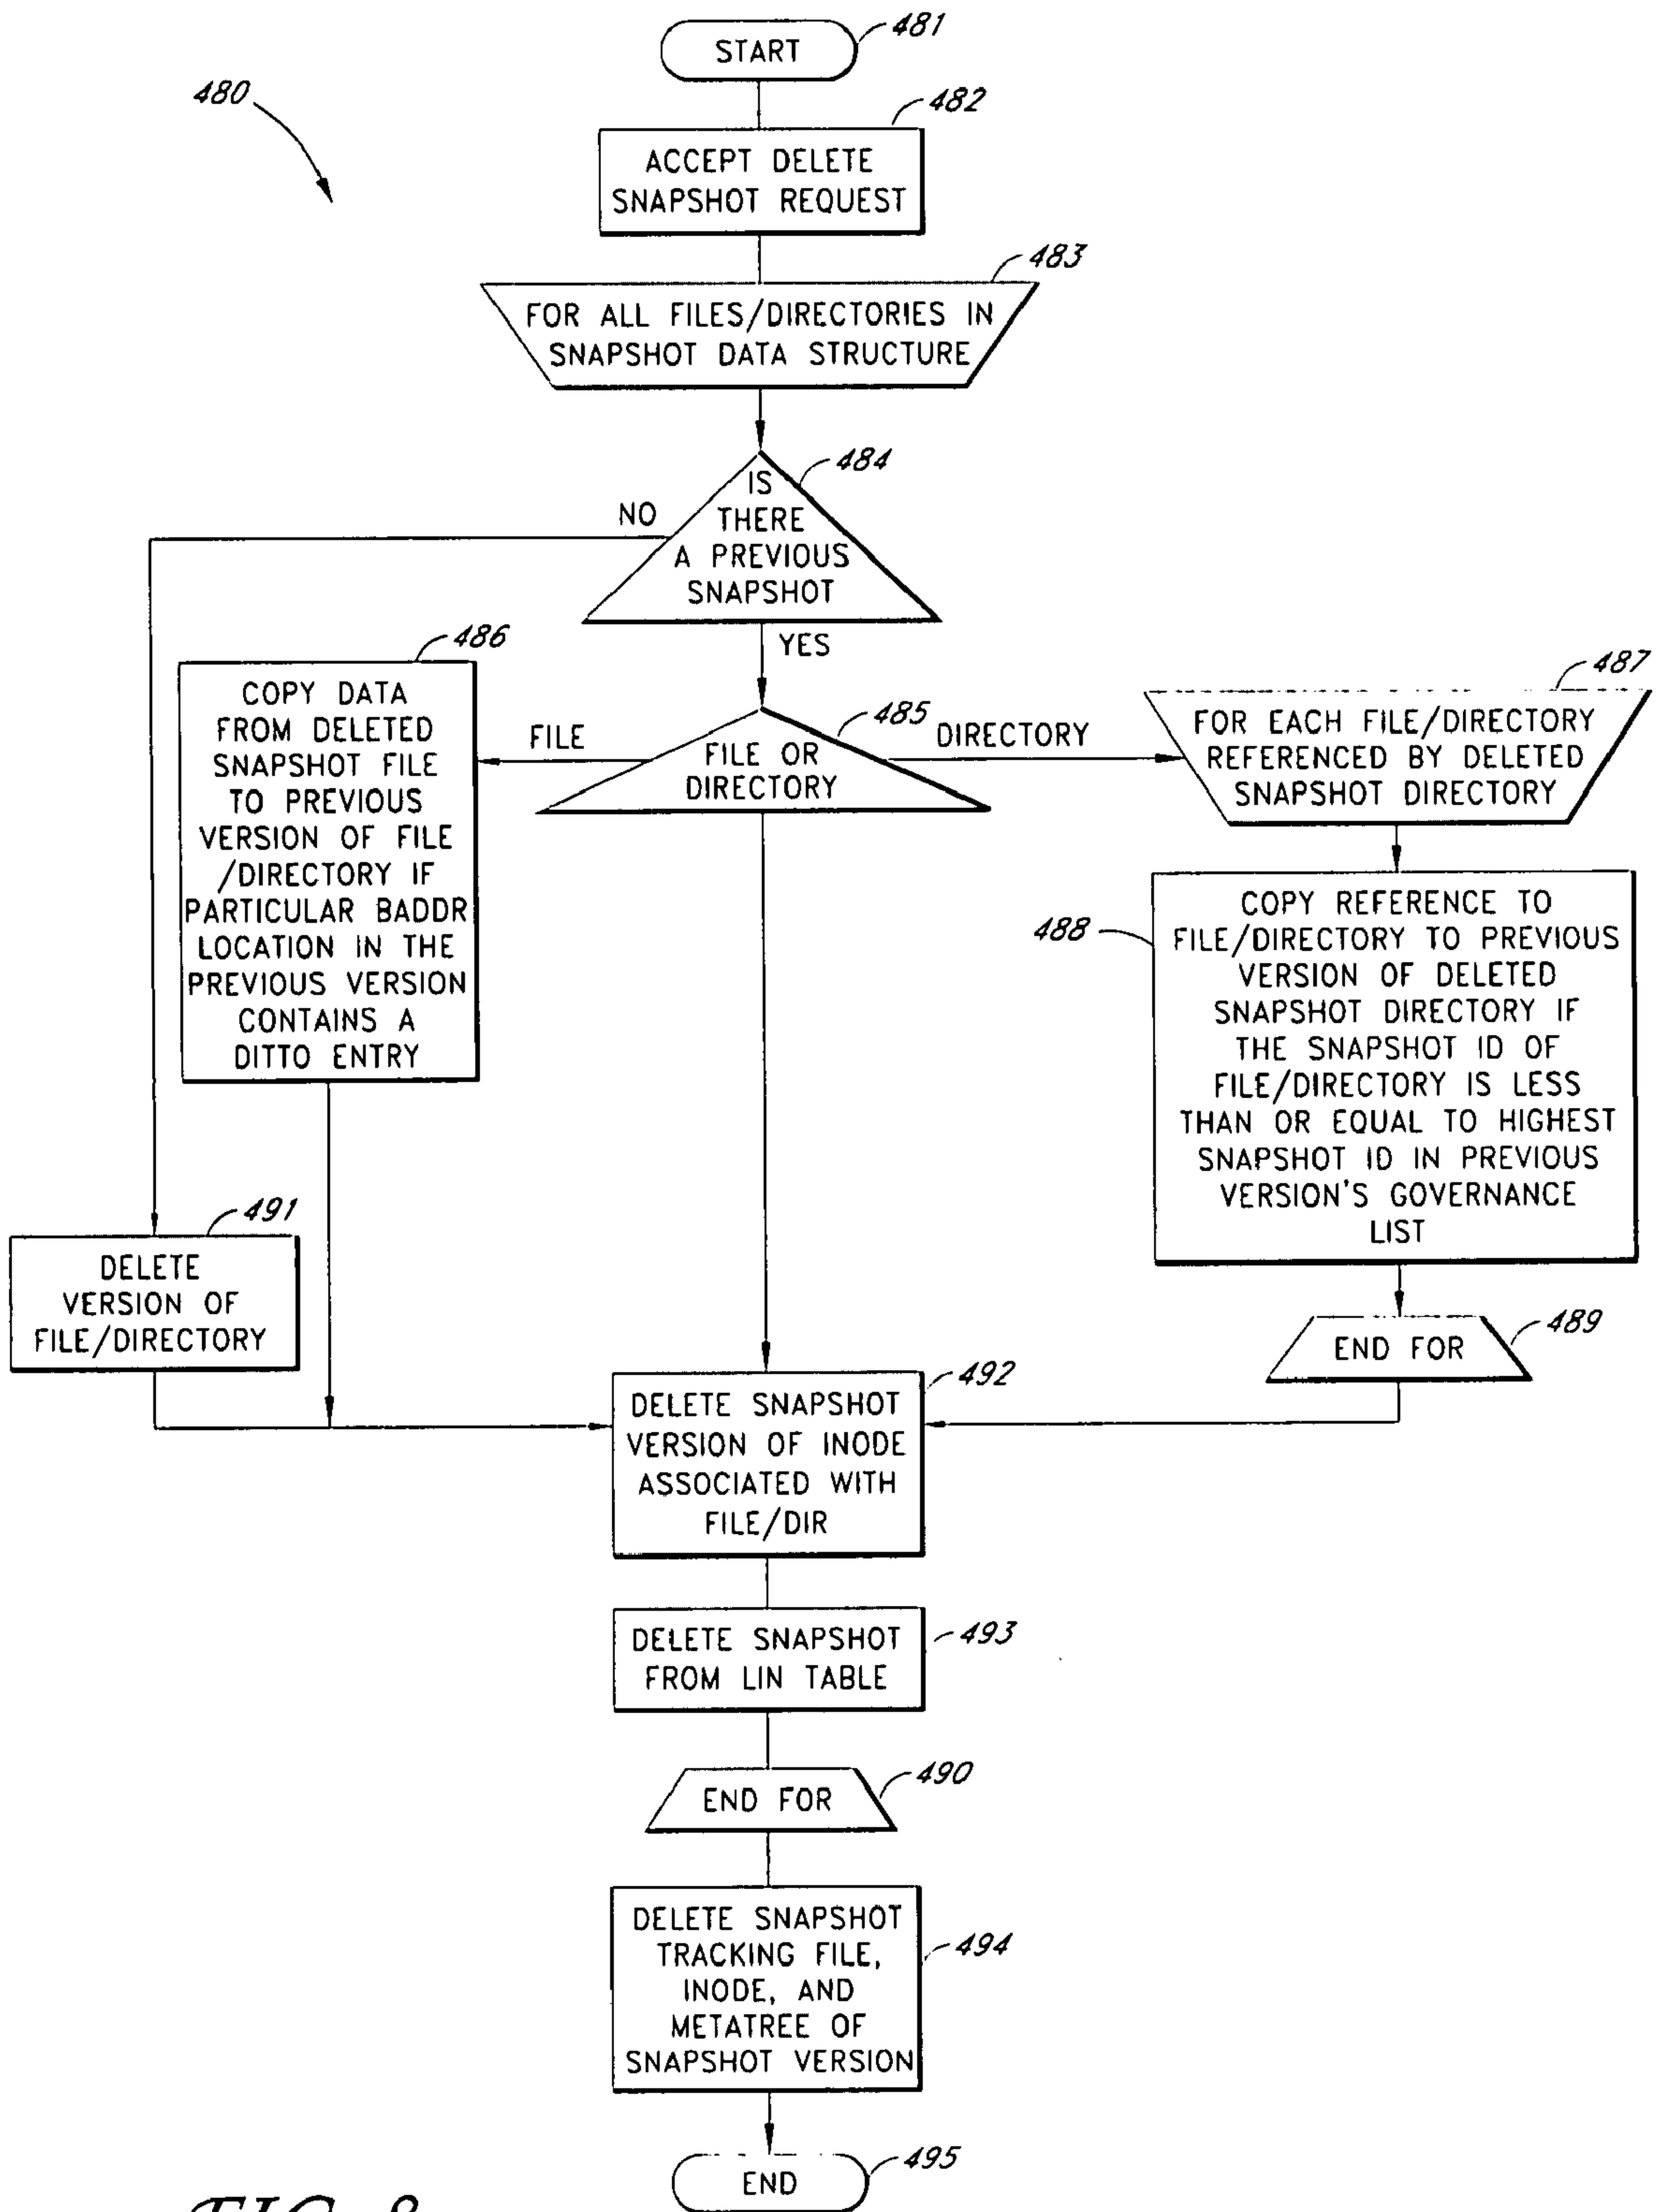 START
481
480
482
ACCEPT DELETE
SNAPSHOT REQUEST
483
FOR ALL FILES/DIRECTORIES IN
SNAPSHOT DATA STRUCTURE
484
IS
THERE
A PREVIOUS
SNAPSHOT
NO
YES
486
COPY DATA
FROM DELETED
SNAPSHOT FILE
TO PREVIOUS
VERSION OF FILE
/DIRECTORY IF
PARTICULAR BADDR
LOCATION IN THE
PREVIOUS VERSION
CONTAINS A
DITTO ENTRY
FILE
485
FILE OR
DIRECTORY
DIRECTORY
487
FOR EACH FILE/DIRECTORY
REFERENCED BY DELETED
SNAPSHOT DIRECTORY
488
COPY REFERENCE TO
FILE/DIRECTORY TO PREVIOUS
VERSION OF DELETED
SNAPSHOT DIRECTORY IF
THE SNAPSHOT ID OF
FILE/DIRECTORY IS LESS
THAN OR EQUAL TO HIGHEST
SNAPSHOT ID IN PREVIOUS
VERSION'S GOVERNANCE
LIST
491
DELETE
VERSION OF
FILE/DIRECTORY
489
END FOR
492
DELETE SNAPSHOT
VERSION OF INODE
ASSOCIATED WITH
FILE/DIR
493
DELETE SNAPSHOT
FROM LIN TABLE
490
END FOR
494
DELETE SNAPSHOT
TRACKING FILE,
INODE, AND
METATREE OF
SNAPSHOT VERSION
495
END